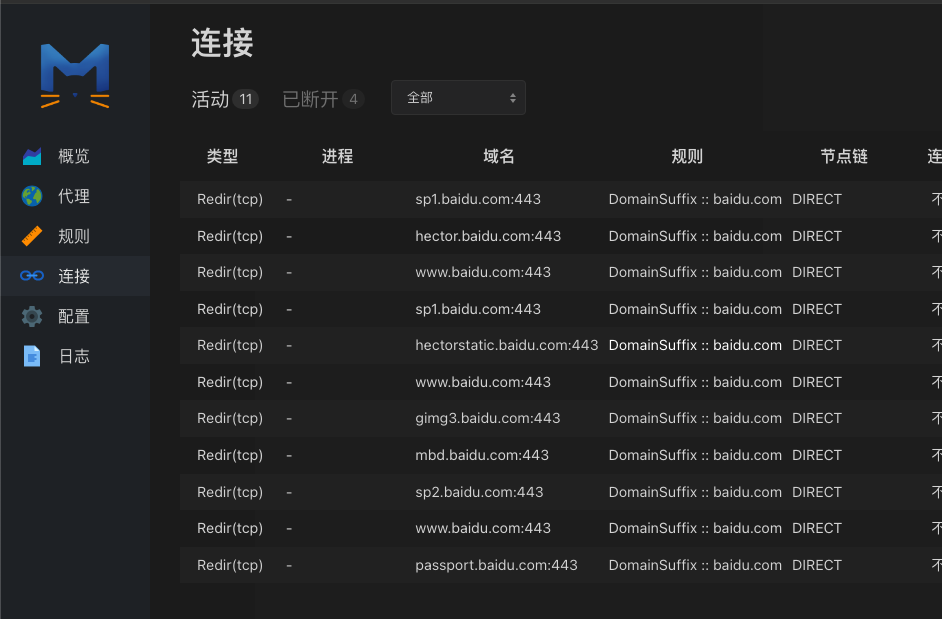 连接
活动 11 已断开 4 全部
概览
代理
规则
连接
配置
日志
类型 进程 域名 规则 节点链 连
Redir(tcp) - sp1.baidu.com:443 DomainSuffix :: baidu.com DIRECT 不
Redir(tcp) - hector.baidu.com:443 DomainSuffix :: baidu.com DIRECT 不
Redir(tcp) - www.baidu.com:443 DomainSuffix :: baidu.com DIRECT 不
Redir(tcp) - sp1.baidu.com:443 DomainSuffix :: baidu.com DIRECT 不
Redir(tcp) - hectorstatic.baidu.com:443 DomainSuffix :: baidu.com DIRECT 不
Redir(tcp) - www.baidu.com:443 DomainSuffix :: baidu.com DIRECT 不
Redir(tcp) - gimg3.baidu.com:443 DomainSuffix :: baidu.com DIRECT 不
Redir(tcp) - mbd.baidu.com:443 DomainSuffix :: baidu.com DIRECT 不
Redir(tcp) - sp2.baidu.com:443 DomainSuffix :: baidu.com DIRECT 不
Redir(tcp) - www.baidu.com:443 DomainSuffix :: baidu.com DIRECT 不
Redir(tcp) - passport.baidu.com:443 DomainSuffix :: baidu.com DIRECT 不